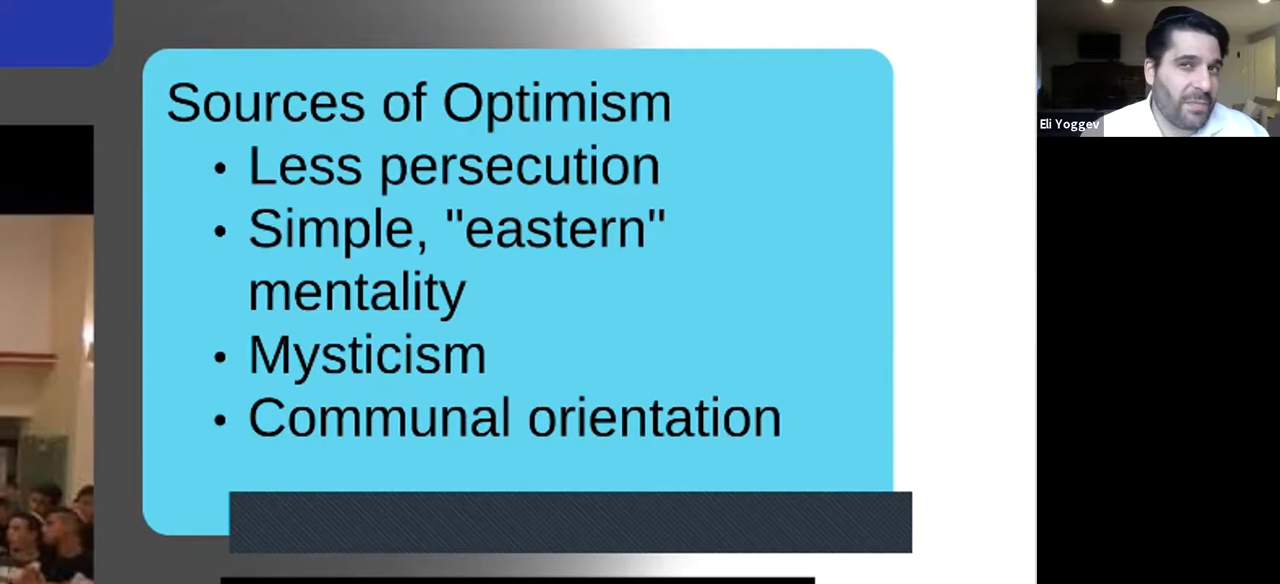 Sources of Optimism
• Less persecution
• Simple, "eastern"
mentality
• Mysticism
• Communal orientation
Eli Yoggev